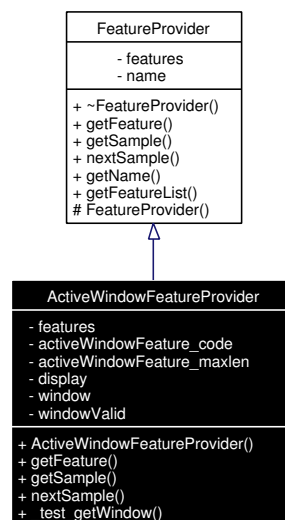 FeatureProvider
- features
- name
+ ~FeatureProvider()
+ getFeature()
+ getSample()
+ nextSample()
+ getName()
+ getFeatureList()
# FeatureProvider()
ActiveWindowFeatureProvider
- features
- activeWindowFeature_code
- activeWindowFeature_maxlen
- display
- window
- windowValid
+ ActiveWindowFeatureProvider()
+ getFeature()
+ getSample()
+ nextSample()
+ _test_getWindow()